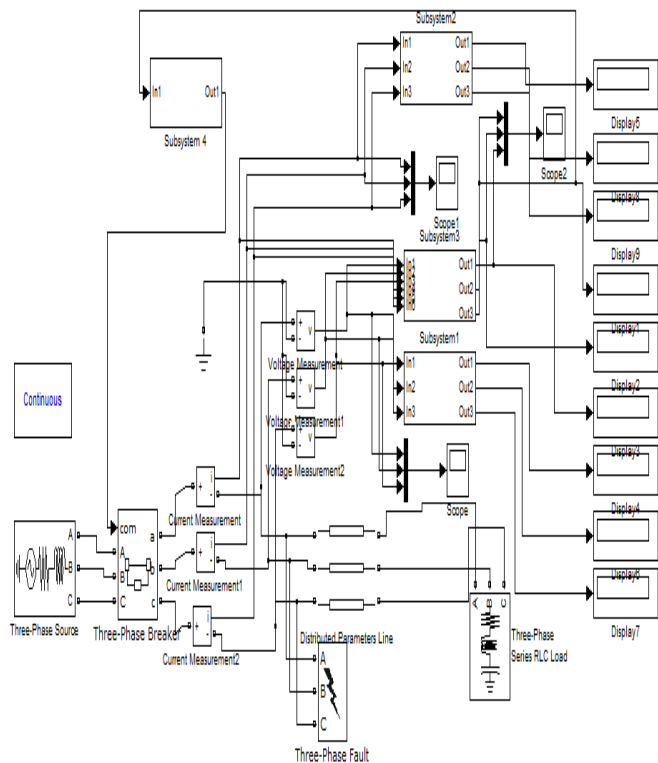 Subsystem2
In1
In2
In3
Out1
Out2
Out3
In1
Out1
Subsystem 4
Display5
Display8
Scope2
Scope1
Display9
Subsystem3
In1
Out1
Out2
Out3
Display1
Subsystem1
In1
In2
In3
Out1
Out2
Out3
+
-
v
Voltage Measurement
+
-
v
Voltage Measurement1
+
-
v
Voltage Measurement2
Display2
Display3
Continuous
Scope
Display4
+
i
-
Current Measurement
+
i
-
Current Measurement1
+
i
-
Current Measurement2
A
B
C
Three-Phase Source
com
A
B
C
a
b
c
Three-Phase Breaker
Distributed Parameters Line
A
B
C
Three-Phase
Series RLC Load
Display7
A
B
C
Three-Phase Fault